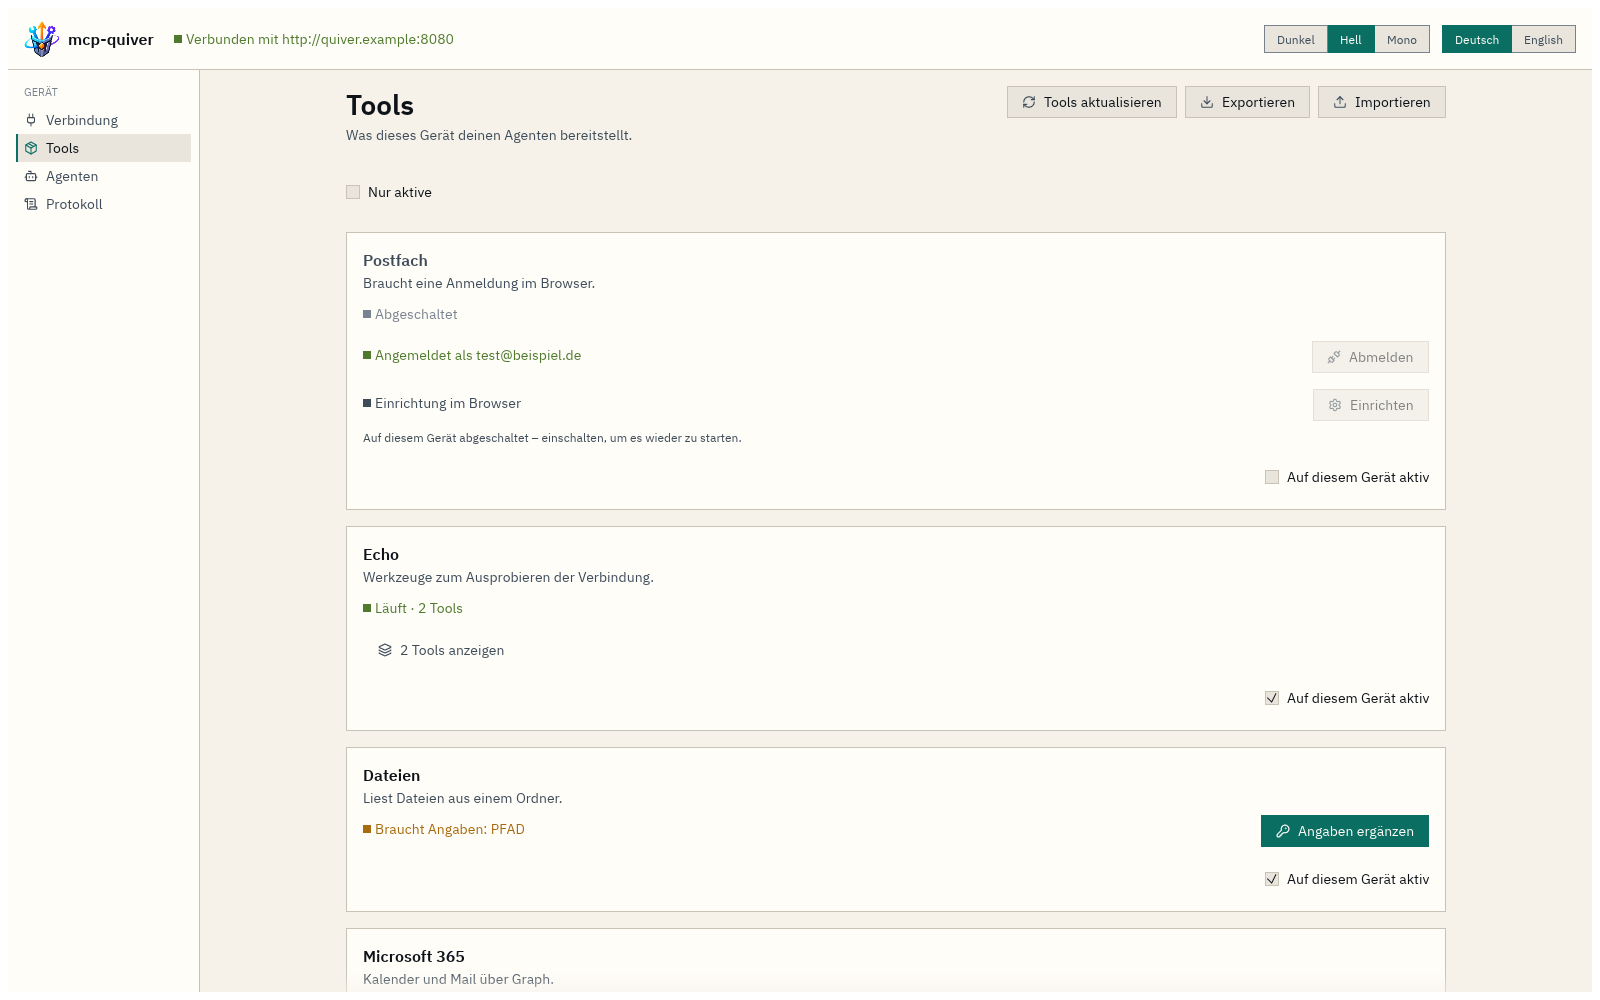 mcp-quiver
Verbunden mit http://quiver.example:8080
Dunkel
Hell
Mono
Deutsch
English
GERÄT
Verbindung
Tools
Agenten
Protokoll
Tools
Was dieses Gerät deinen Agenten bereitstellt.
Tools aktualisieren
Exportieren
Importieren
Nur aktive
Postfach
Braucht eine Anmeldung im Browser.
Abgeschaltet
Angemeldet als test@beispiel.de
Abmelden
Einrichtung im Browser
Einrichten
Auf diesem Gerät abgeschaltet – einschalten, um es wieder zu starten.
Auf diesem Gerät aktiv
Echo
Werkzeuge zum Ausprobieren der Verbindung.
Läuft · 2 Tools
2 Tools anzeigen
Auf diesem Gerät aktiv
Dateien
Liest Dateien aus einem Ordner.
Braucht Angaben: PFAD
Angaben ergänzen
Auf diesem Gerät aktiv
Microsoft 365
Kalender und Mail über Graph.